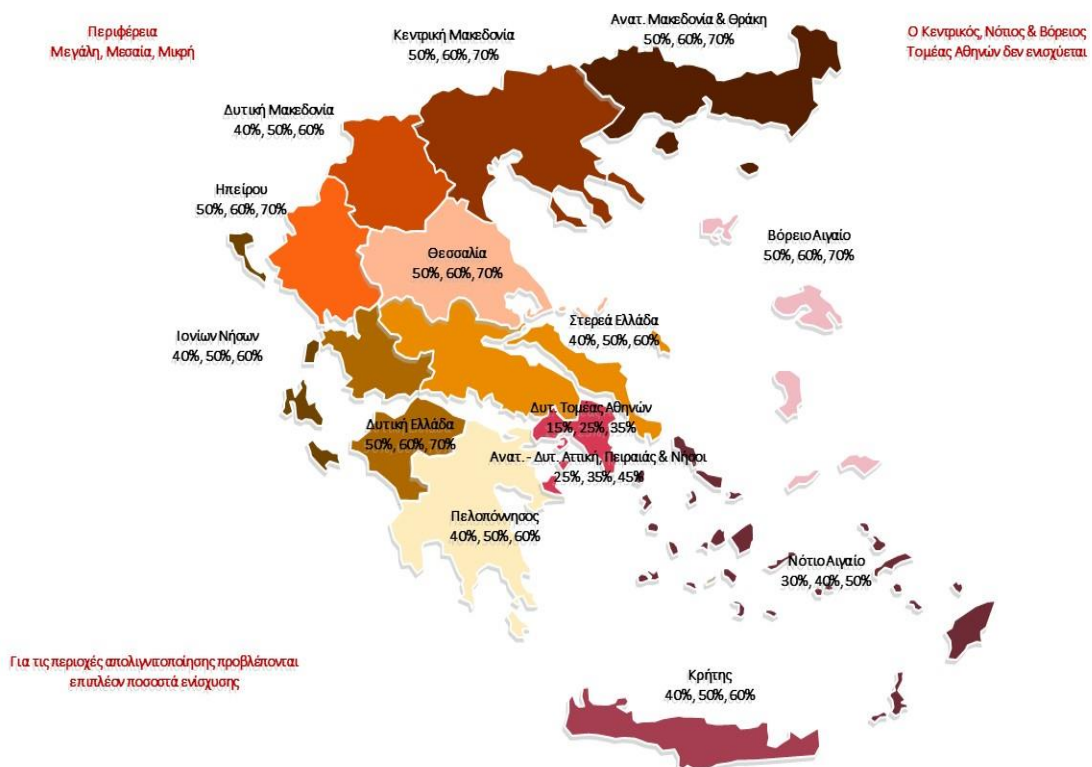 Περιφέρεια
Μεγάλη, Μεσαία, Μικρή
Κεντρική Μακεδονία
50%, 60%, 70%
Ανατ. Μακεδονία & Θράκη
50%, 60%, 70%
Ο Κεντρικός, Νότιος & Βόρειος
Τομέας Αθηνών δεν ενισχύεται
Δυτική Μακεδονία
40%, 50%, 60%
Ηπείρου
50%, 60%, 70%
Θεσσαλία
50%, 60%, 70%
Βόρειο Αιγαίο
50%, 60%, 70%
Ιονίων Νήσων
40%, 50%, 60%
Στερεά Ελλάδα
40%, 50%, 60%
Δυτ. Τομέας Αθηνών
15%, 25%, 35%
Δυτική Ελλάδα
50%, 60%, 70%
Ανατ. - Δυτ. Αττική, Πειραιάς & Νήσοι
25%, 35%, 45%
Πελοπόννησος
40%, 50%, 60%
Νότιο Αιγαίο
30%, 40%, 50%
Για τις περιοχές απολιγνιτοποίησης προβλέπονται
επιπλέον ποσοστά ενίσχυσης
Κρήτης
40%, 50%, 60%